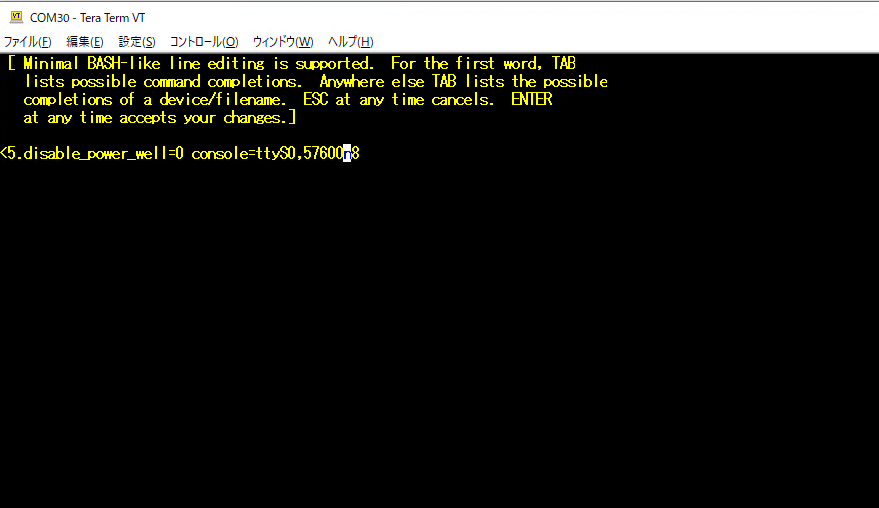 COM30 - Tera Term VT
ファイル(F) 編集(E) 設定(S) コントロール(O) ウィンドウ(W) ヘルプ(H)
[ Minimal BASH-like line editing is supported. For the first word, TAB
lists possible command completions. Anywhere else TAB lists the possible
completions of a device/filename. ESC at any time cancels. ENTER
at any time accepts your changes.]
<5.disable_power_well=0 console=ttyS0,57600n8